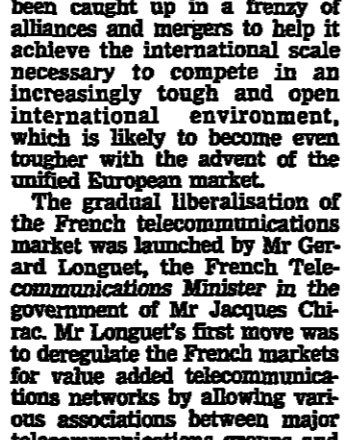 been caught up in a frenzy of
alliances and mergers to help it
achieve the international scale
necessary to compete in an
increasingly tough and open
international environment,
which is likely to become even
tougher with the advent of the
unified European market.
The gradual liberalisation of
the French telecommunications
market was launched by Mr Ger-
ard Longuet, the French Tele-
communications Minister in the
government of Mr Jacques Chi-
rac. Mr Longuet's first move was
to deregulate the French markets
for value added telecommunica-
tions networks by allowing vari-
ous associations between major
telecommunications groups and